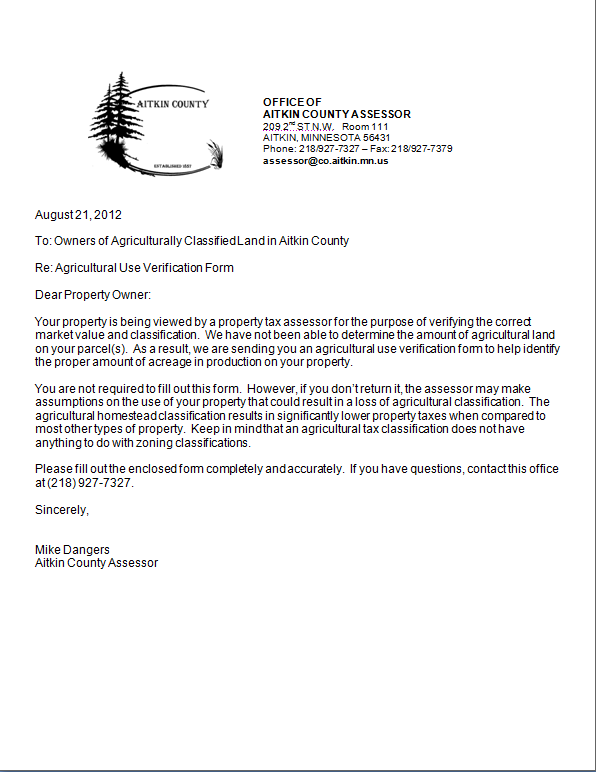 AITKIN COUNTY
ESTABLISHED 1857
OFFICE OF
AITKIN COUNTY ASSESSOR
209 2nd ST N.W. Room 111
AITKIN, MINNESOTA 56431
Phone: 218/927-7327 – Fax: 218/927-7379
assessor@co.aitkin.mn.us
August 21, 2012
To: Owners of Agriculturally Classified Land in Aitkin County
Re: Agricultural Use Verification Form
Dear Property Owner:
Your property is being viewed by a property tax assessor for the purpose of verifying the correct
market value and classification. We have not been able to determine the amount of agricultural land
on your parcel(s). As a result, we are sending you an agricultural use verification form to help identify
the proper amount of acreage in production on your property.
You are not required to fill out this form. However, if you don't return it, the assessor may make
assumptions on the use of your property that could result in a loss of agricultural classification. The
agricultural homestead classification results in significantly lower property taxes when compared to
most other types of property. Keep in mind that an agricultural tax classification does not have
anything to do with zoning classifications.
Please fill out the enclosed form completely and accurately. If you have questions, contact this office
at (218) 927-7327.
Sincerely,
Mike Dangers
Aitkin County Assessor